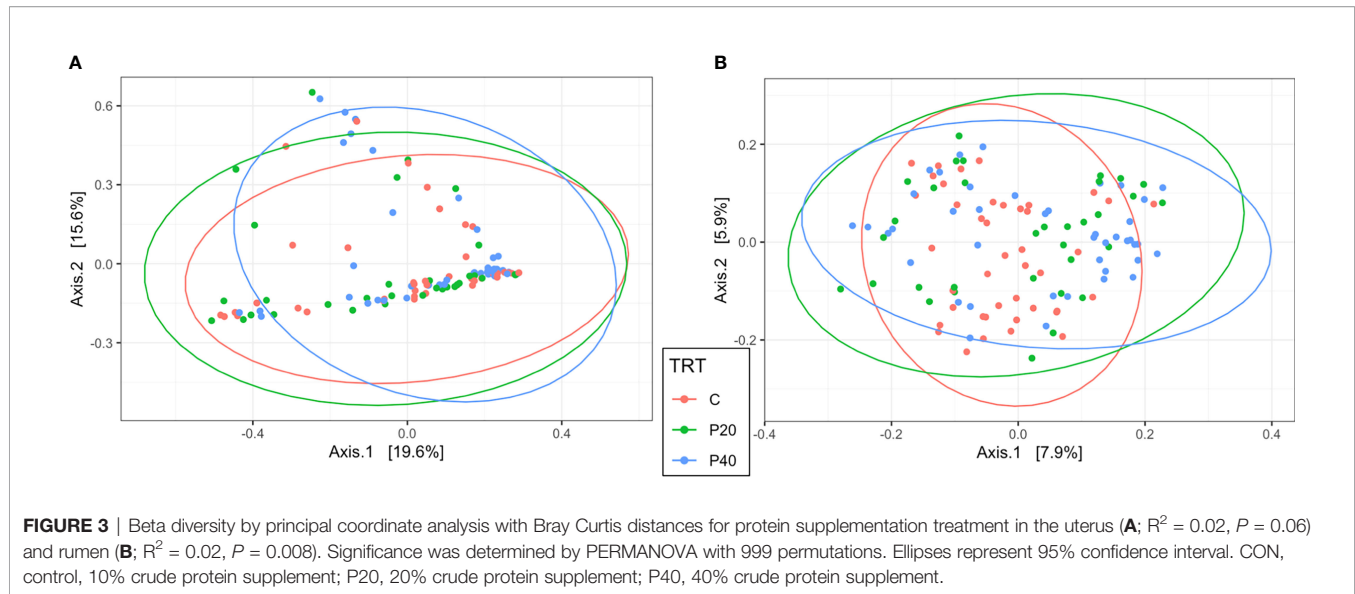 A
0.6
0.3
0.0
-0.3
Axis.2 [15.6%]
-0.4
0.0
0.4
Axis.1 [19.6%]
TRT
C
P20
P40
B
0.2
0.0
-0.2
Axis.2 [5.9%]
-0.4
-0.2
0.0
0.2
0.4
Axis.1 [7.9%]
FIGURE 3 | Beta diversity by principal coordinate analysis with Bray Curtis distances for protein supplementation treatment in the uterus (A; R² = 0.02, P = 0.06)
and rumen (B; R² = 0.02, P = 0.008). Significance was determined by PERMANOVA with 999 permutations. Ellipses represent 95% confidence interval. CON,
control, 10% crude protein supplement; P20, 20% crude protein supplement; P40, 40% crude protein supplement.